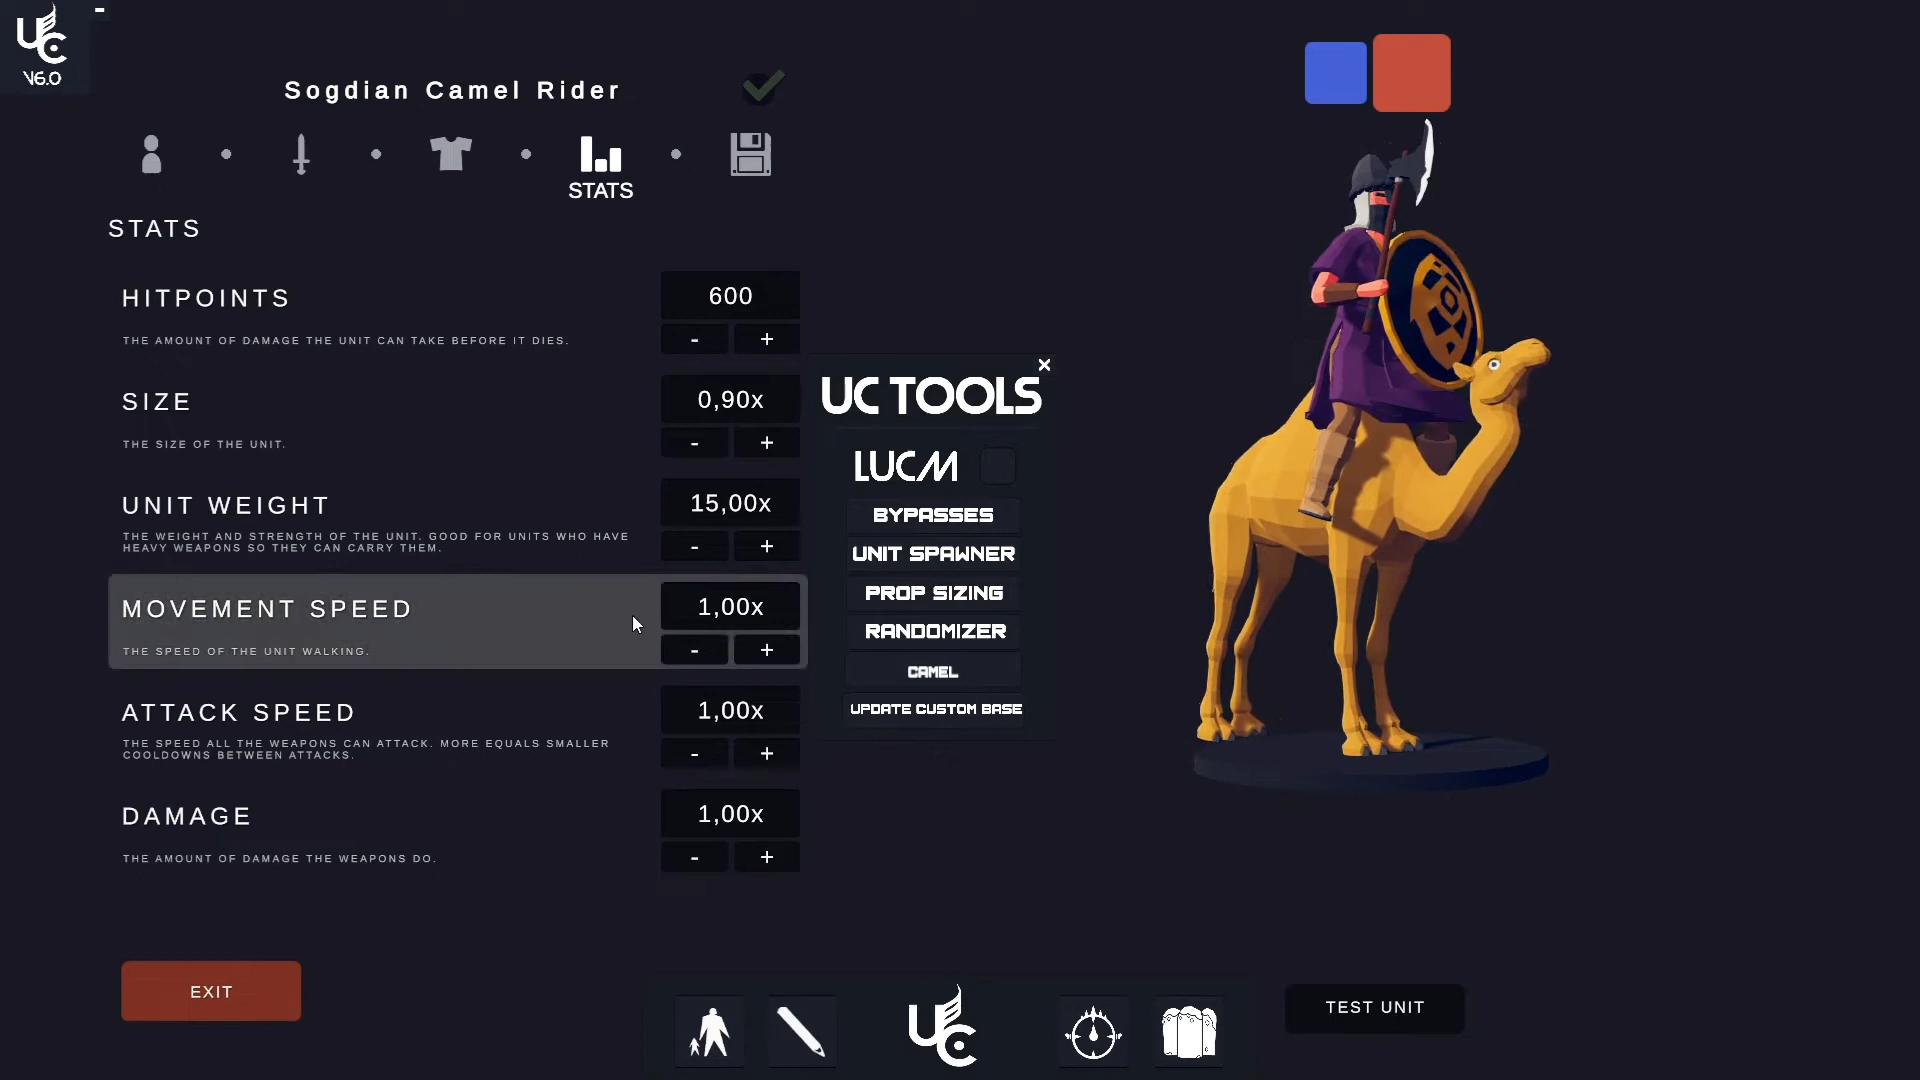 UC
V6.0
-
Sogdian Camel Rider
STATS
STATS
HITPOINTS
600
THE AMOUNT OF DAMAGE THE UNIT CAN TAKE BEFORE IT DIES.
- +
SIZE
0,90x
THE SIZE OF THE UNIT.
- +
UNIT WEIGHT
15,00x
THE WEIGHT AND STRENGTH OF THE UNIT. GOOD FOR UNITS WHO HAVE
HEAVY WEAPONS SO THEY CAN CARRY THEM.
- +
MOVEMENT SPEED
1,00x
THE SPEED OF THE UNIT WALKING.
- +
ATTACK SPEED
1,00x
THE SPEED ALL THE WEAPONS CAN ATTACK. MORE EQUALS SMALLER
COOLDOWNS BETWEEN ATTACKS.
- +
DAMAGE
1,00x
THE AMOUNT OF DAMAGE THE WEAPONS DO.
- +
x
UC TOOLS
LUCM
BYPASSES
UNIT SPAWNER
PROP SIZING
RANDOMIZER
CAMEL
UPDATE CUSTOM BASE
EXIT
UC
TEST UNIT